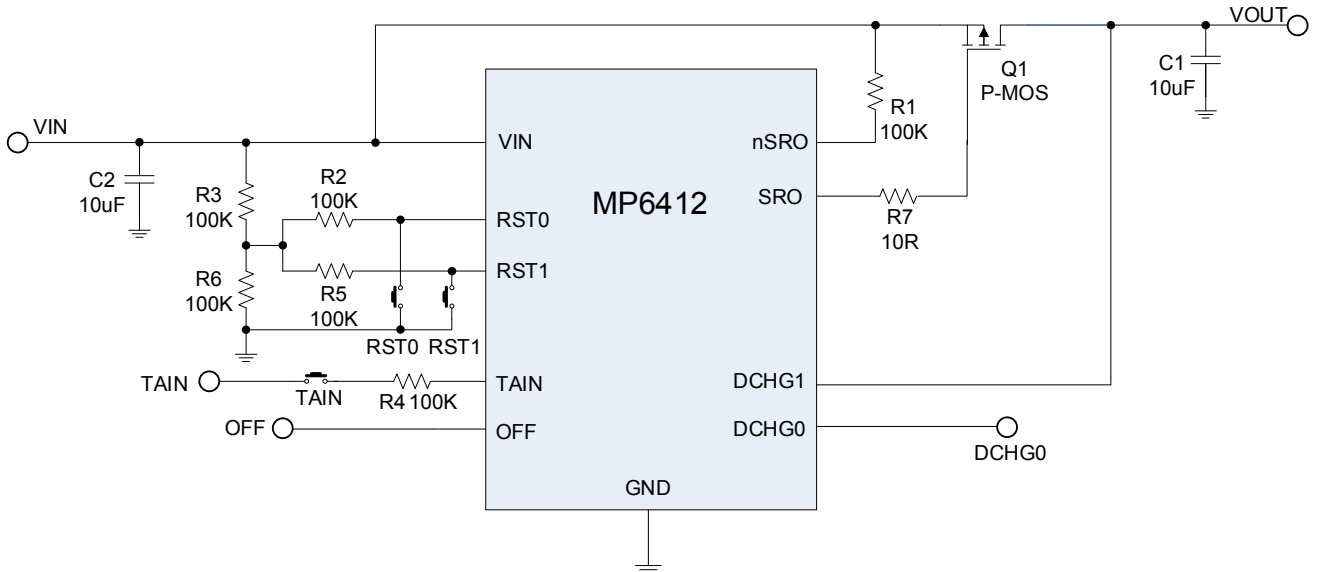 VOUT
C1
10uF
Q1
P-MOS
R1
100K
VIN
C2
10uF
R3
100K
R2
100K
R6
100K
R5
100K
RST0 RST1
TAIN
TAIN
R4 100K
OFF
MP6412
VIN
RST0
RST1
TAIN
OFF
GND
nSRO
SRO
DCHG1
DCHG0
R7
10R
DCHG0